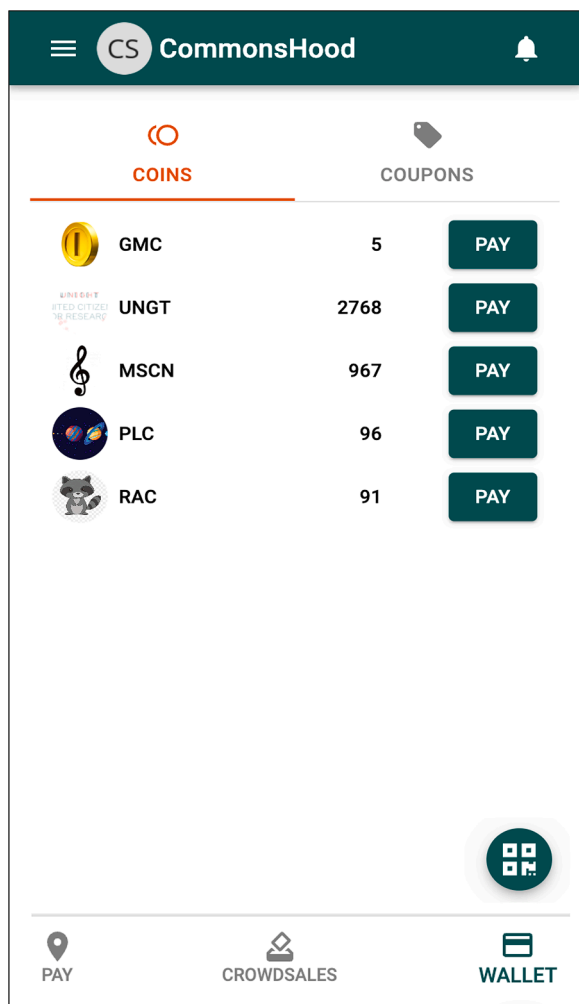 CS CommonsHood
COINS COUPONS
GMC 5 PAY
UNGT 2768 PAY
MSCN 967 PAY
PLC 96 PAY
RAC 91 PAY
PAY CROWDSALES WALLET